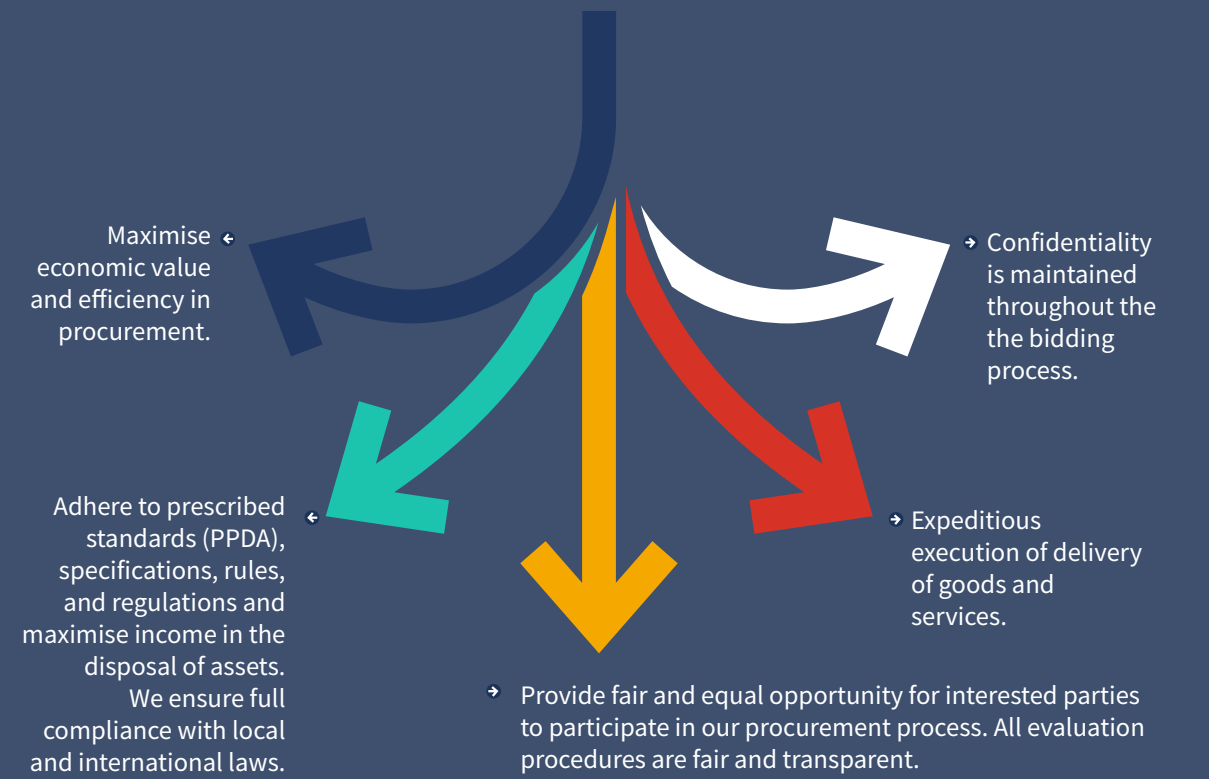 Maximise
economic value
and efficiency in
procurement.
Adhere to prescribed
standards (PPDA),
specifications, rules,
and regulations and
maximise income in the
disposal of assets.
We ensure full
compliance with local
and international laws.
Provide fair and equal opportunity for interested parties
to participate in our procurement process. All evaluation
procedures are fair and transparent.
Expeditious
execution of delivery
of goods and
services.
Confidentiality
is maintained
throughout the
the bidding
process.